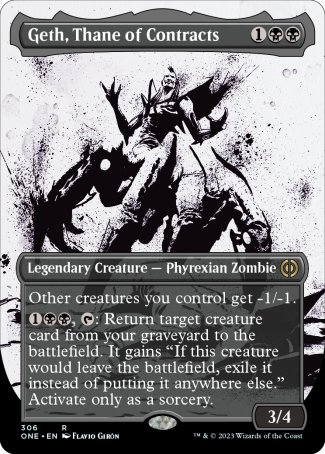 Geth, Thane of Contracts 1
Legendary Creature — Phyrexian Zombie
Other creatures you control get -1/-1.
1, : Return target creature
card from your graveyard to the
battlefield. It gains “If this creature
would leave the battlefield, exile it
instead of putting it anywhere else.”
Activate only as a sorcery.
3/4
306 R
ONE • EN Flavio Girón
™ & © 2023 Wizards of the Coast